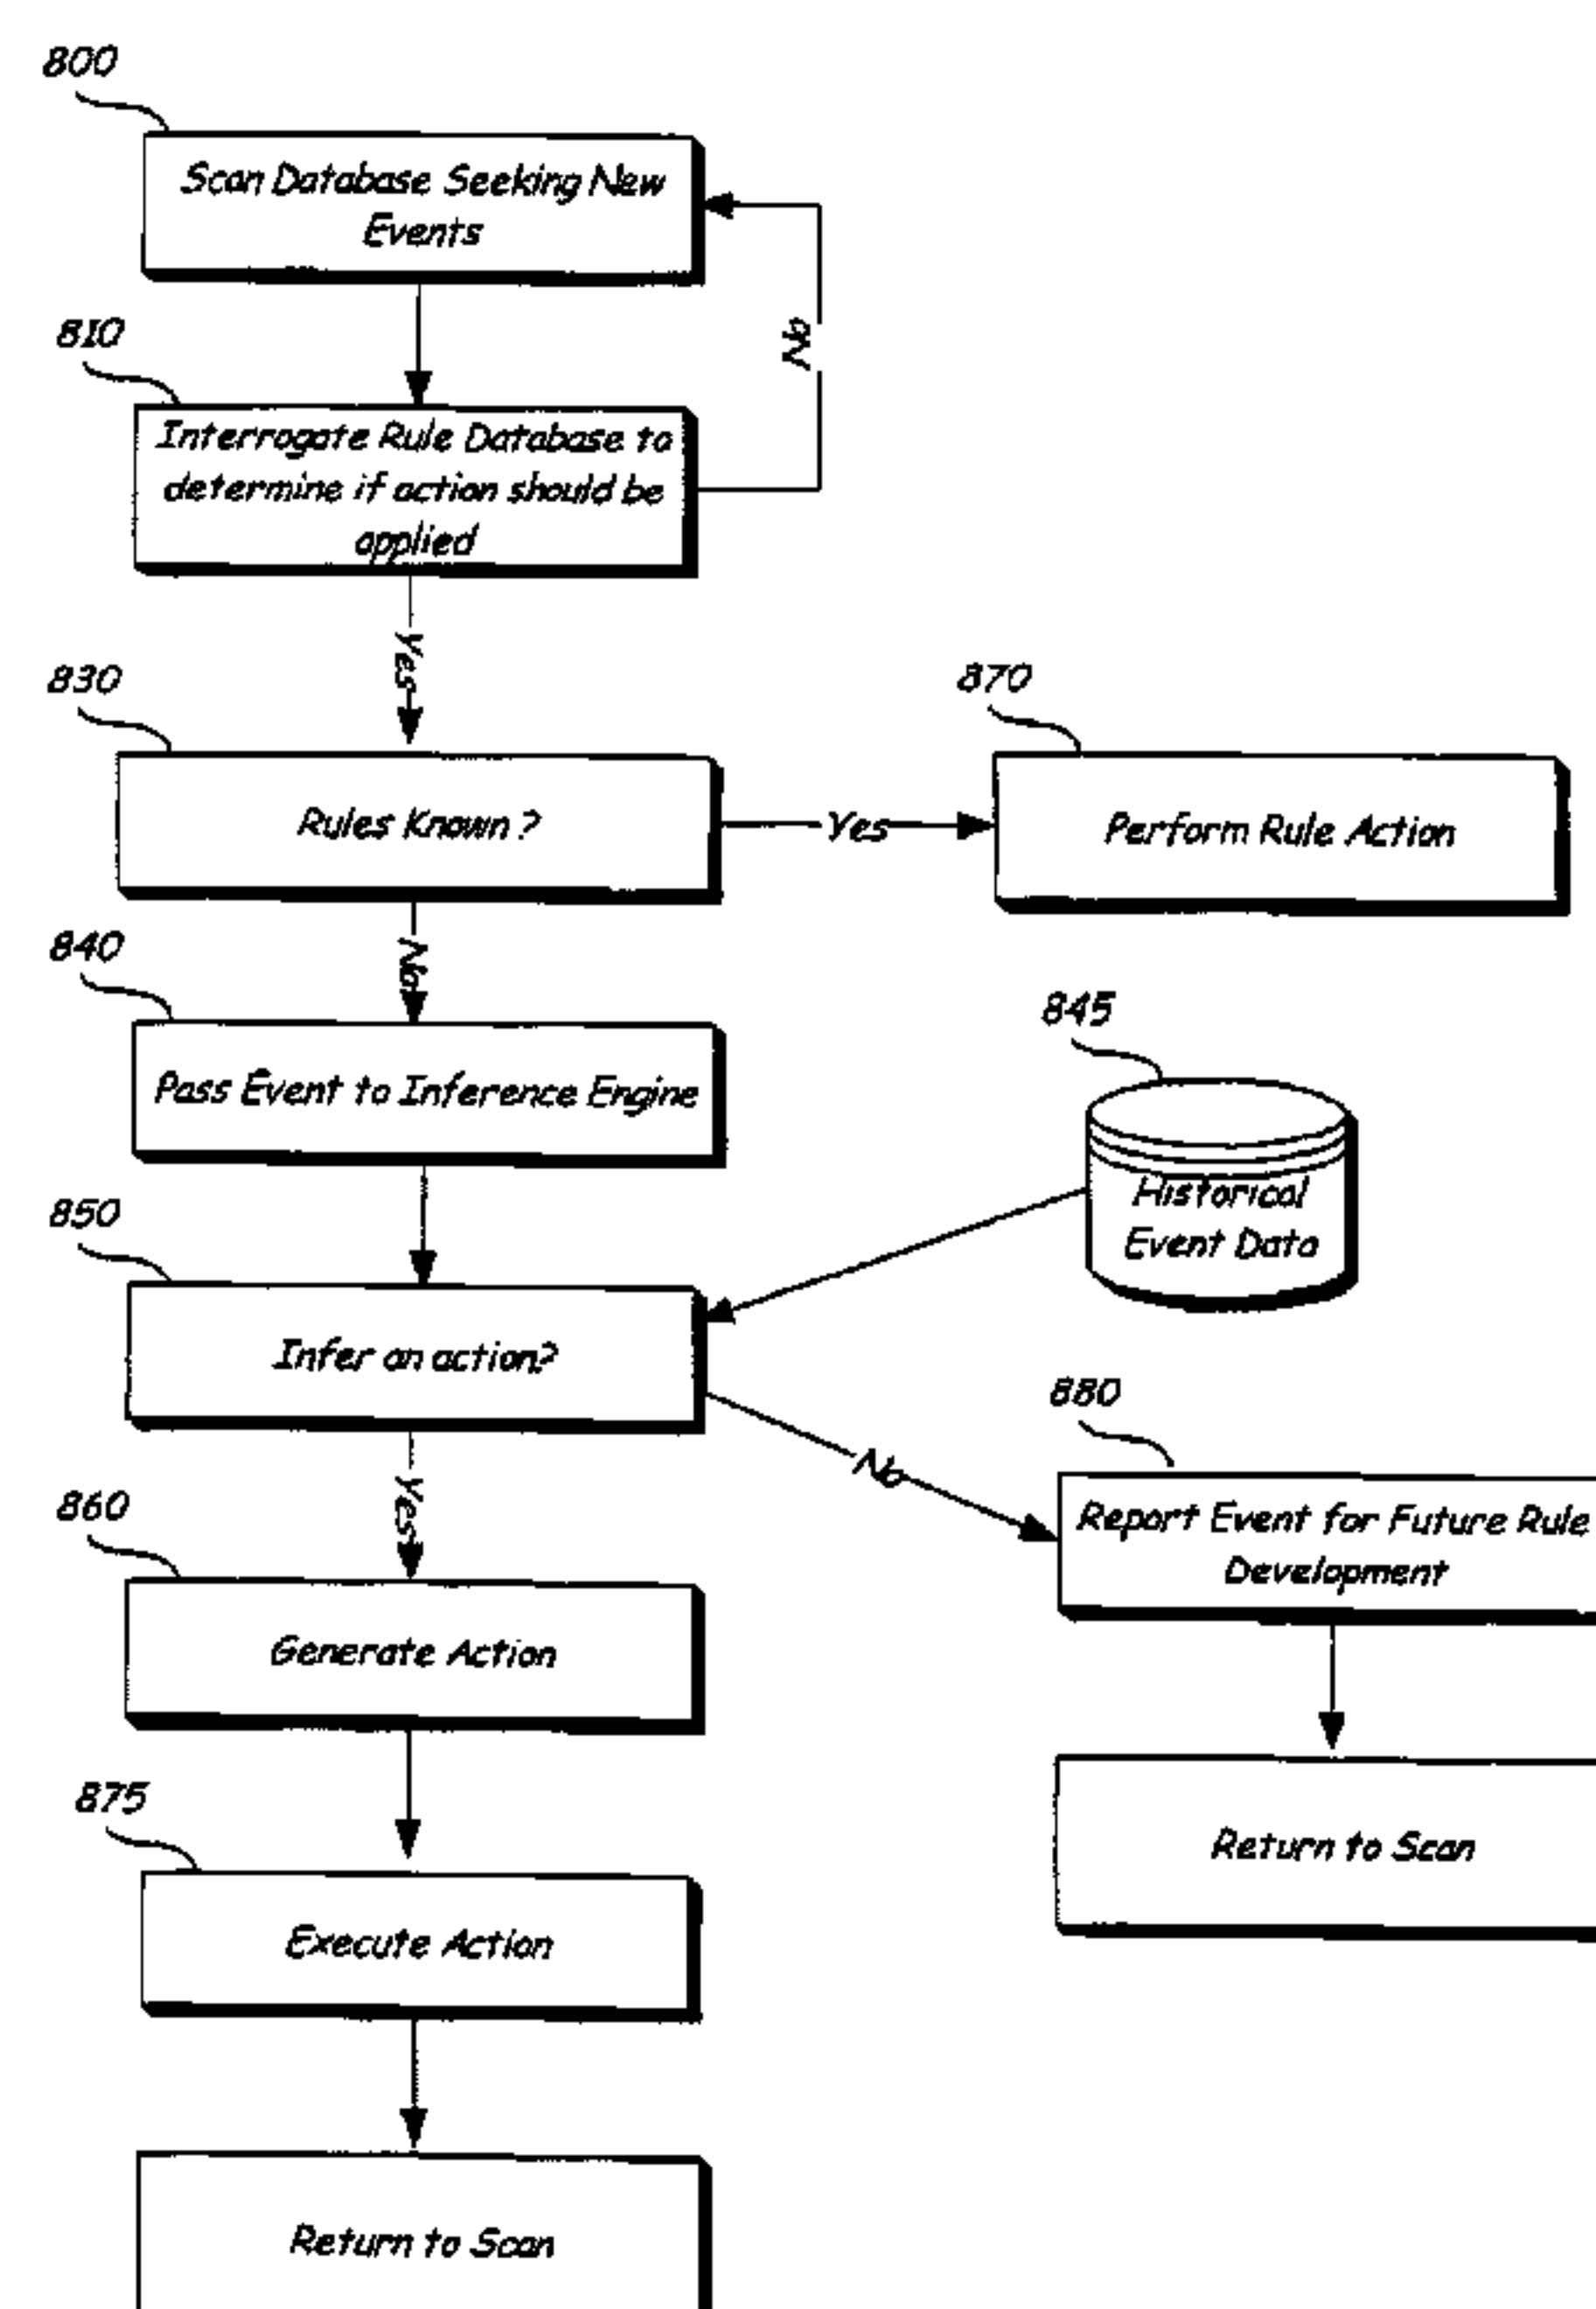 800
Scan Database Seeking New
Events
810
No
Interrogate Rule Database to
determine if action should be
applied
Yes
830
Rules Known?
Yes
870
Perform Rule Action
No
840
Pass Event to Inference Engine
845
Historical
Event Data
850
Infer an action?
No
880
Report Event for Future Rule
Development
Yes
860
Generate Action
Return to Scan
875
Execute Action
Return to Scan